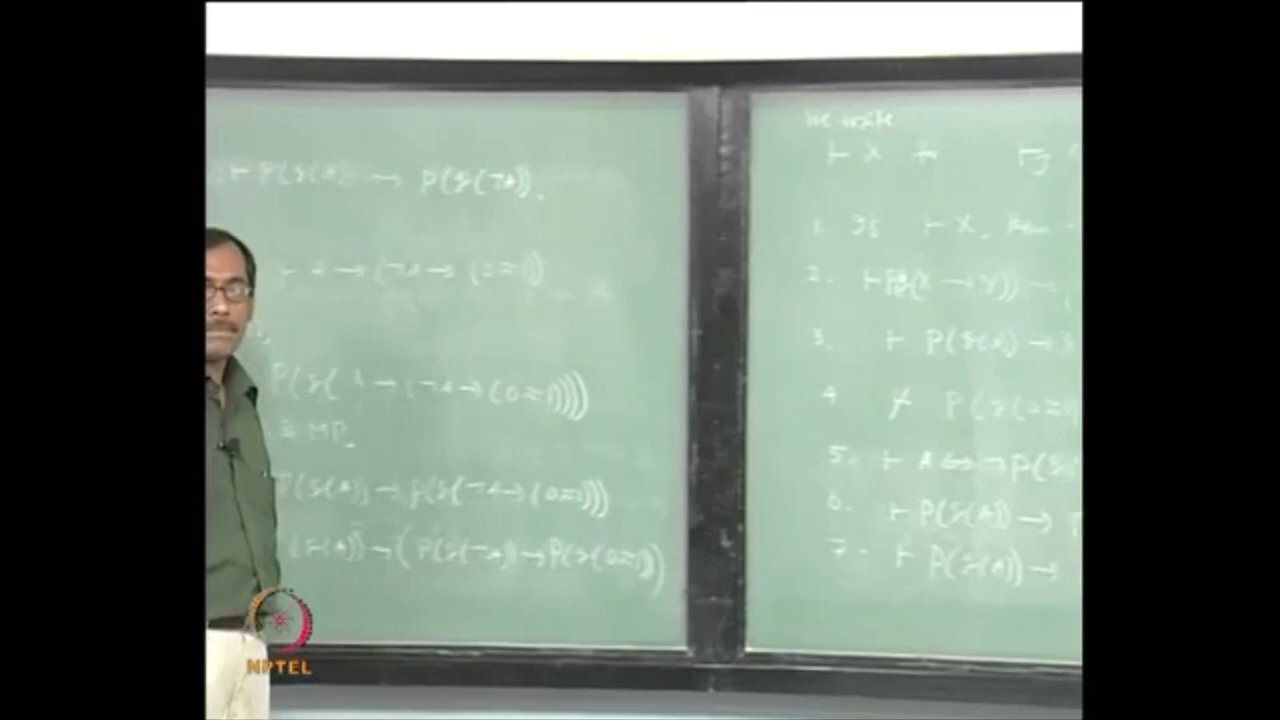 ⊢ P(g(A)) → P(g(¬A)).
A → (¬A → (0≈1))
P(g(A → (¬A → (0≈1))))
MP.
P(g(A)) → P(g(¬A → (0≈1)))
(g(A)) → (P(g(¬A)) → P(g(0≈1)))
we write
⊢ X
1. If ⊢ X, then
2. ⊢ P(g(X → Y)) →
3. ⊢ P(g(X)) →
4 ⊬ P(g(0≈1)
5. ⊢ A ↔ ¬P(g
6. ⊢ P(g(A)) → P
7. ⊢ P(g(A)) →
NPTEL